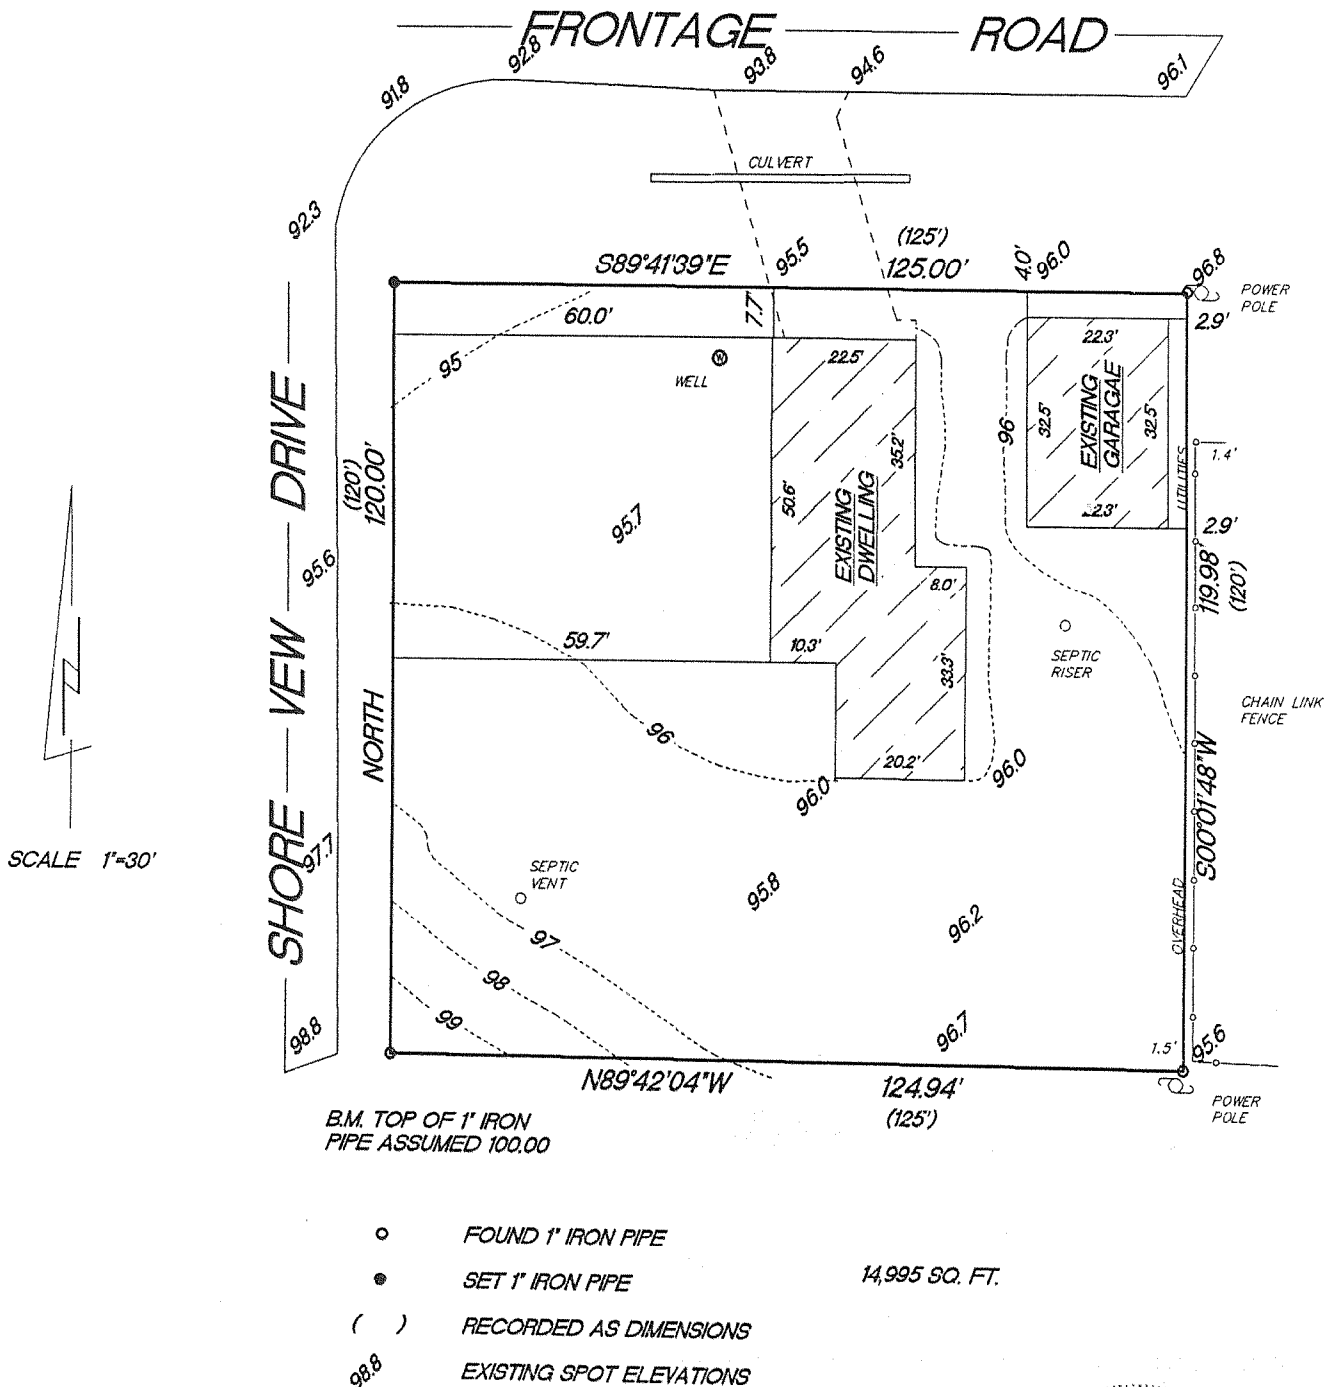 FRONTAGE ROAD
92.8
93.8
94.6
96.1
91.8
CULVERT
92.3
S89°41'39"E
95.5
(125')
125.00'
4.0'
96.0
96.8
POWER
POLE
60.0'
7.7'
2.9'
95
WELL
W
22.5'
22.3'
EXISTING
GARAGAE
32.5'
32.5'
96
35.2'
1.4'
UTILITIES
SHORE VEW DRIVE
(120')
120.00'
50.6'
EXISTING
DWELLING
95.7
22.3'
2.9'
95.6
8.0'
119.98'
(120')
59.7'
10.3'
33.3'
SEPTIC
RISER
CHAIN LINK
FENCE
NORTH
96
20.2'
96.0
96.0
S00°01'48"W
SCALE 1"=30'
97.7
SEPTIC
VENT
95.8
96.2
OVERHEAD
97
98
99
96.7
98.8
1.5'
95.6
N89°42'04"W
124.94'
(125')
POWER
POLE
B.M. TOP OF 1" IRON
PIPE ASSUMED 100.00
FOUND 1" IRON PIPE
SET 1" IRON PIPE
14,995 SQ. FT.
( ) RECORDED AS DIMENSIONS
98.8 EXISTING SPOT ELEVATIONS